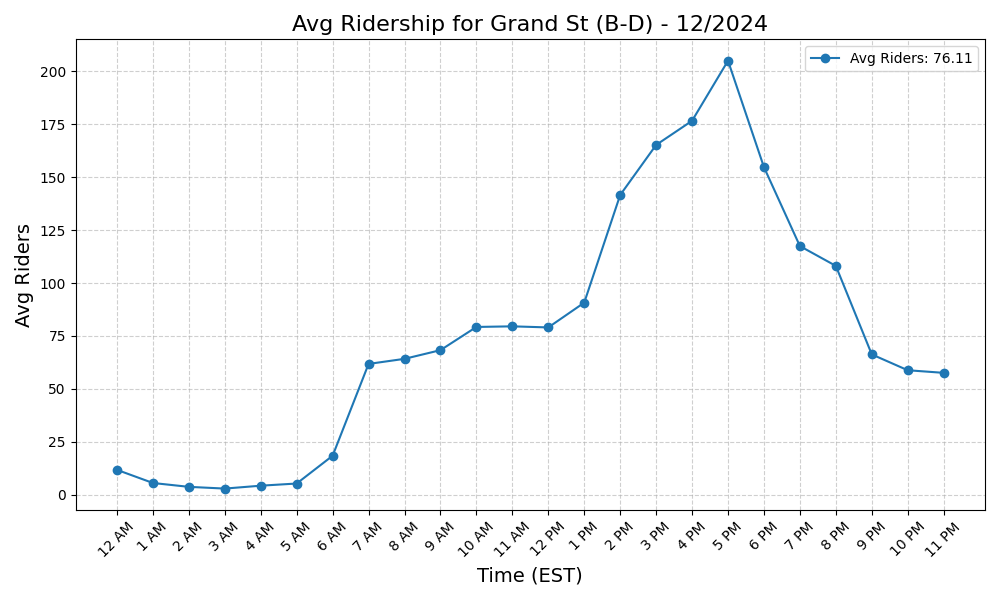 Avg Ridership for Grand St (B-D) - 12/2024
Avg Riders: 76.11
Avg Riders
200
175
150
125
100
75
50
25
0
12 AM
1 AM
2 AM
3 AM
4 AM
5 AM
6 AM
7 AM
8 AM
9 AM
10 AM
11 AM
12 PM
1 PM
2 PM
3 PM
4 PM
5 PM
6 PM
7 PM
8 PM
9 PM
10 PM
11 PM
Time (EST)